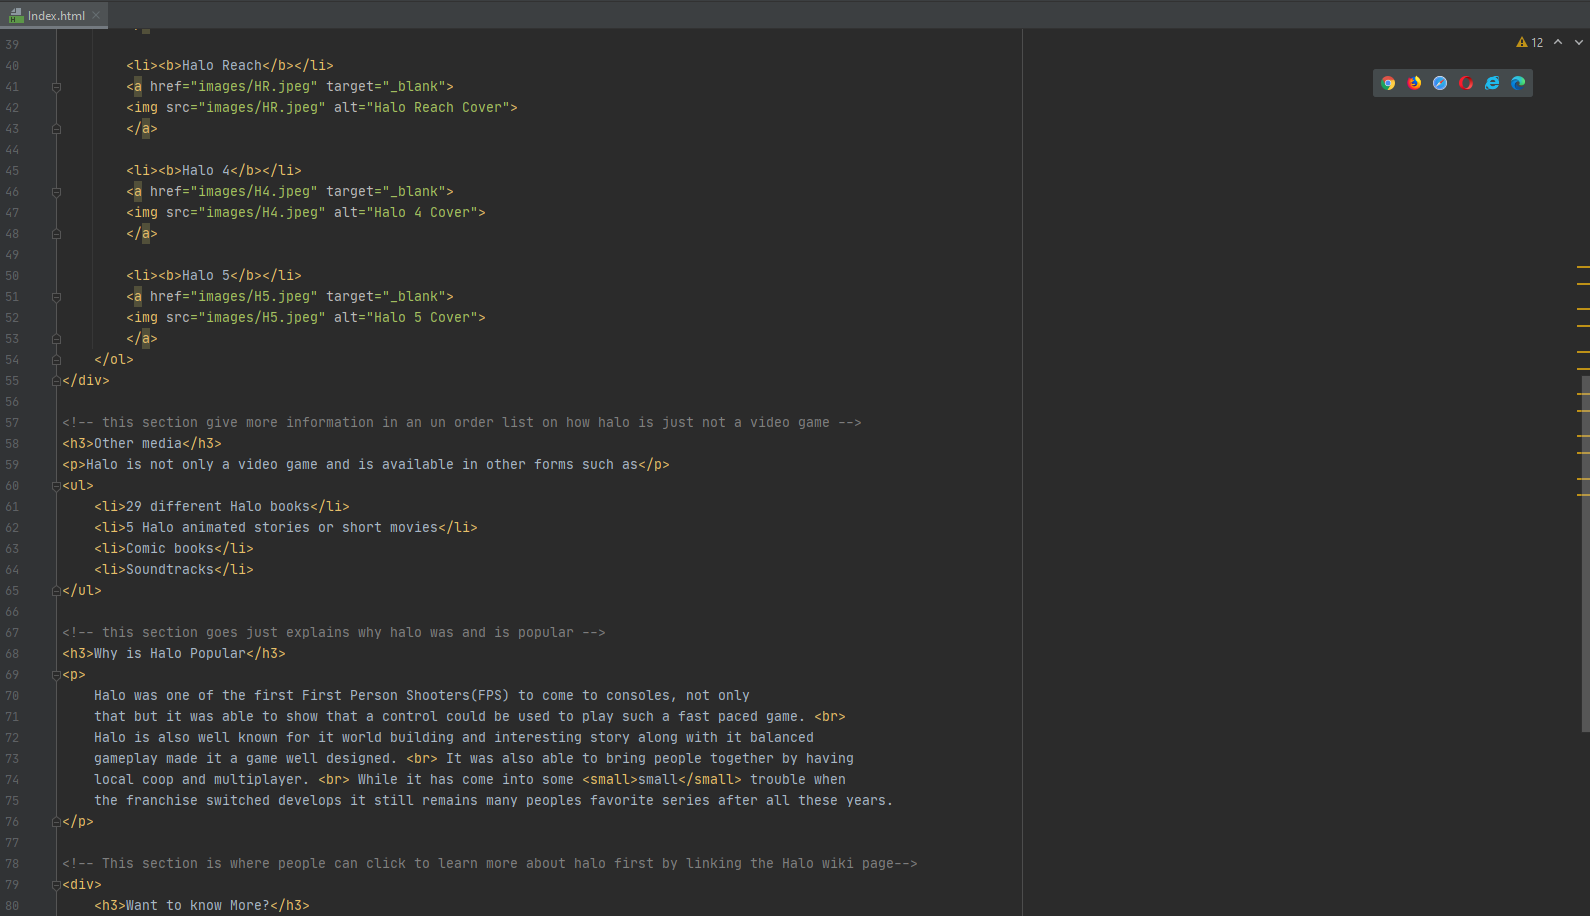 Index.html
12
39
40 <li><b>Halo Reach</b></li>
41 <a href="images/HR.jpeg" target="_blank">
42 <img src="images/HR.jpeg" alt="Halo Reach Cover">
43 </a>
44
45 <li><b>Halo 4</b></li>
46 <a href="images/H4.jpeg" target="_blank">
47 <img src="images/H4.jpeg" alt="Halo 4 Cover">
48 </a>
49
50 <li><b>Halo 5</b></li>
51 <a href="images/H5.jpeg" target="_blank">
52 <img src="images/H5.jpeg" alt="Halo 5 Cover">
53 </a>
54 </ol>
55 </div>
56
57 <!-- this section give more information in an un order list on how halo is just not a video game -->
58 <h3>Other media</h3>
59 <p>Halo is not only a video game and is available in other forms such as</p>
60 <ul>
61 <li>29 different Halo books</li>
62 <li>5 Halo animated stories or short movies</li>
63 <li>Comic books</li>
64 <li>Soundtracks</li>
65 </ul>
66
67 <!-- this section goes just explains why halo was and is popular -->
68 <h3>Why is Halo Popular</h3>
69 <p>
70 Halo was one of the first First Person Shooters(FPS) to come to consoles, not only
71 that but it was able to show that a control could be used to play such a fast paced game. <br>
72 Halo is also well known for it world building and interesting story along with it balanced
73 gameplay made it a game well designed. <br> It was also able to bring people together by having
74 local coop and multiplayer. <br> While it has come into some <small>small</small> trouble when
75 the franchise switched develops it still remains many peoples favorite series after all these years.
76 </p>
77
78 <!-- This section is where people can click to learn more about halo first by linking the Halo wiki page-->
79 <div>
80 <h3>Want to know More?</h3>